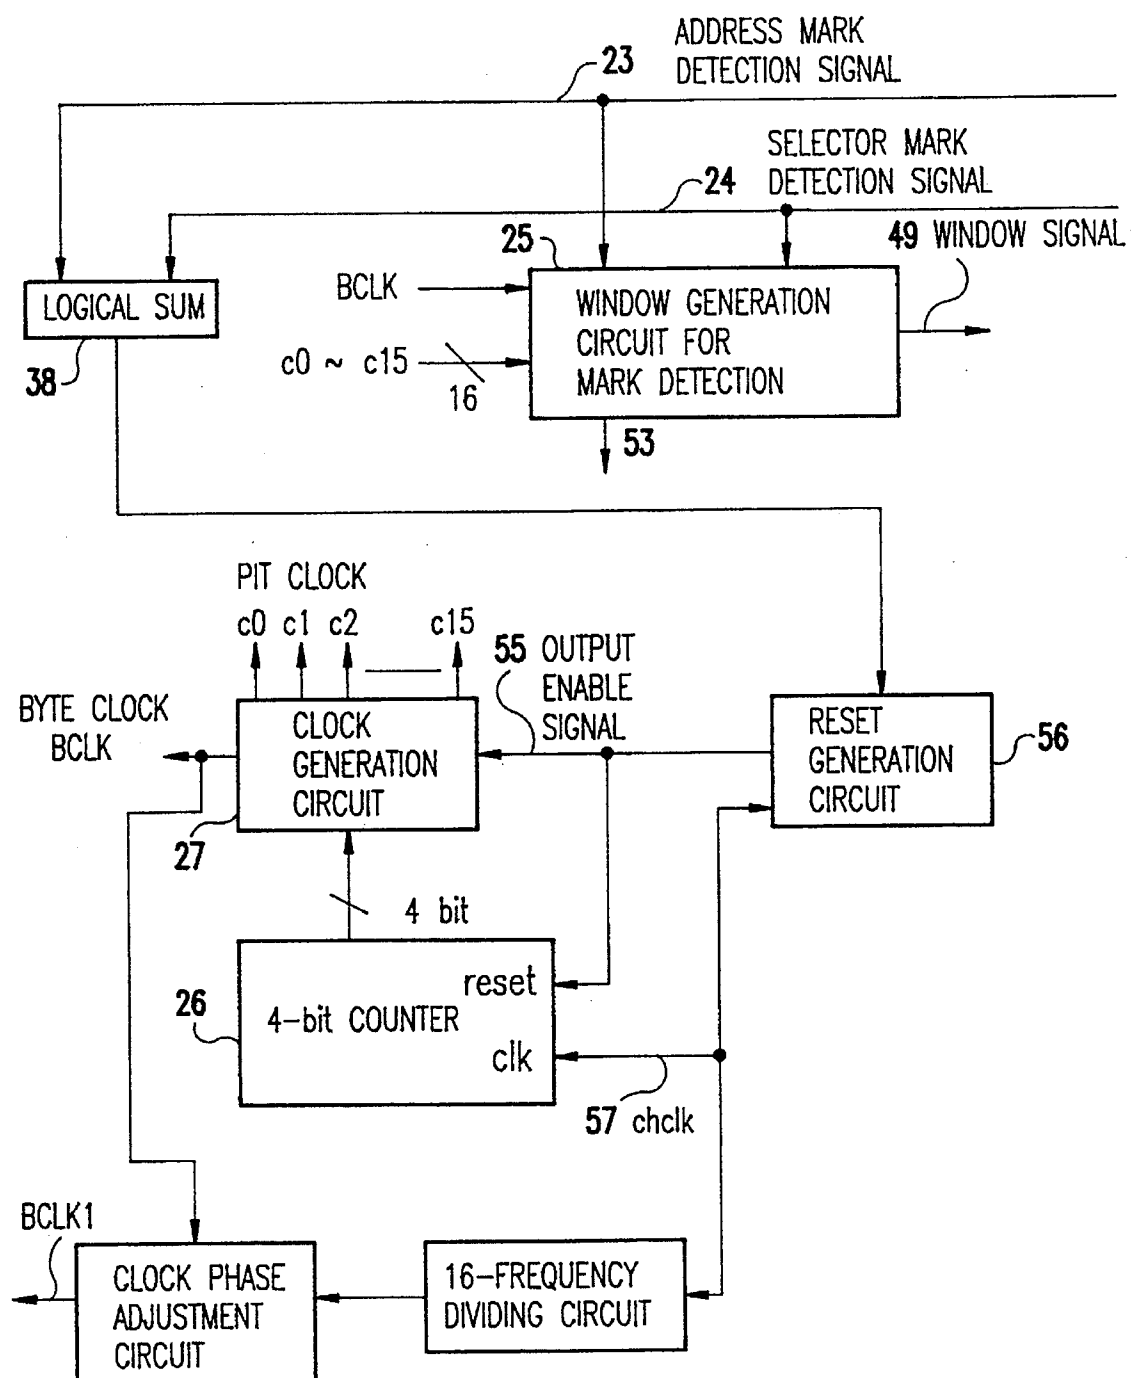 ADDRESS MARK
DETECTION SIGNAL
23
SELECTOR MARK
DETECTION SIGNAL
24
49 WINDOW SIGNAL
25
LOGICAL SUM
38
BCLK
c0 ~ c15
16
WINDOW GENERATION
CIRCUIT FOR
MARK DETECTION
53
PIT CLOCK
c0 c1 c2 c15
55 OUTPUT
ENABLE
SIGNAL
BYTE CLOCK
BCLK
CLOCK
GENERATION
CIRCUIT
27
RESET
GENERATION
CIRCUIT
56
4 bit
reset
26
4-bit COUNTER
clk
57 chclk
BCLK1
CLOCK PHASE
ADJUSTMENT
CIRCUIT
16-FREQUENCY
DIVIDING CIRCUIT